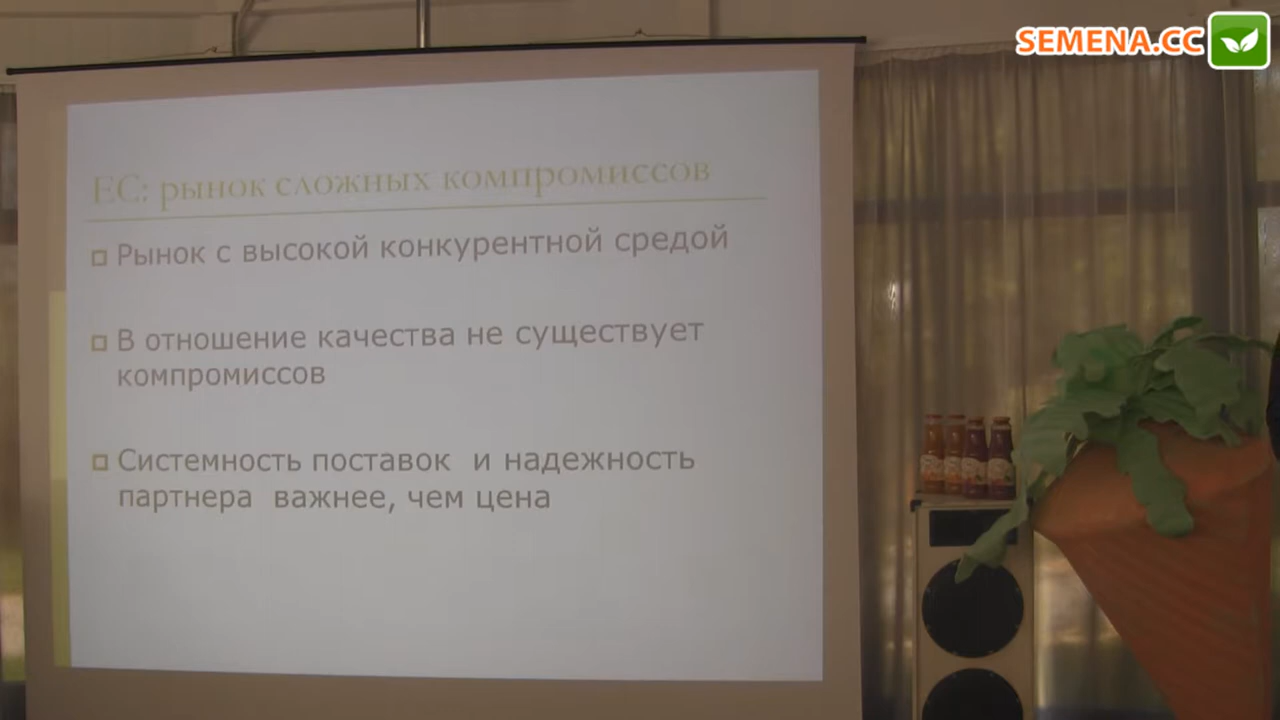 SEMENA.CC
ЕС: рынок сложных компромиссов
Рынок с высокой конкурентной средой
В отношение качества не существует
компромиссов
Системность поставок и надежность
партнера важнее, чем цена